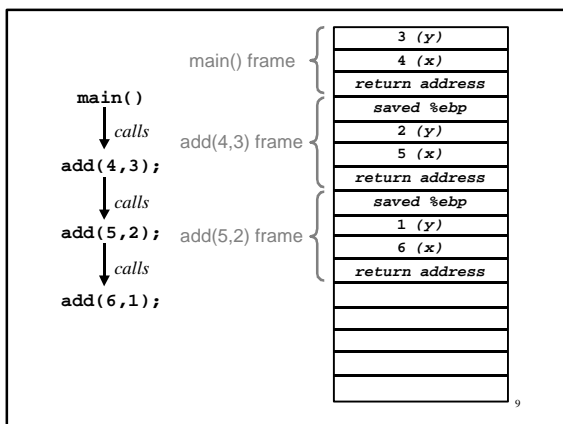 main()
calls
add(4,3);
calls
add(5,2);
calls
add(6,1);
main() frame
add(4,3) frame
add(5,2) frame
3 (y)
4 (x)
return address
saved %ebp
2 (y)
5 (x)
return address
saved %ebp
1 (y)
6 (x)
return address
9